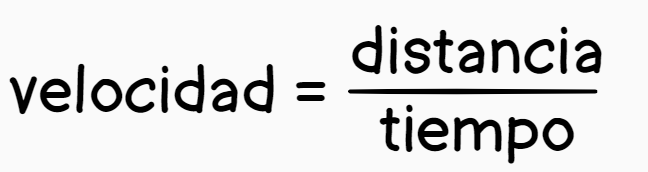 velocidad = distancia
tiempo